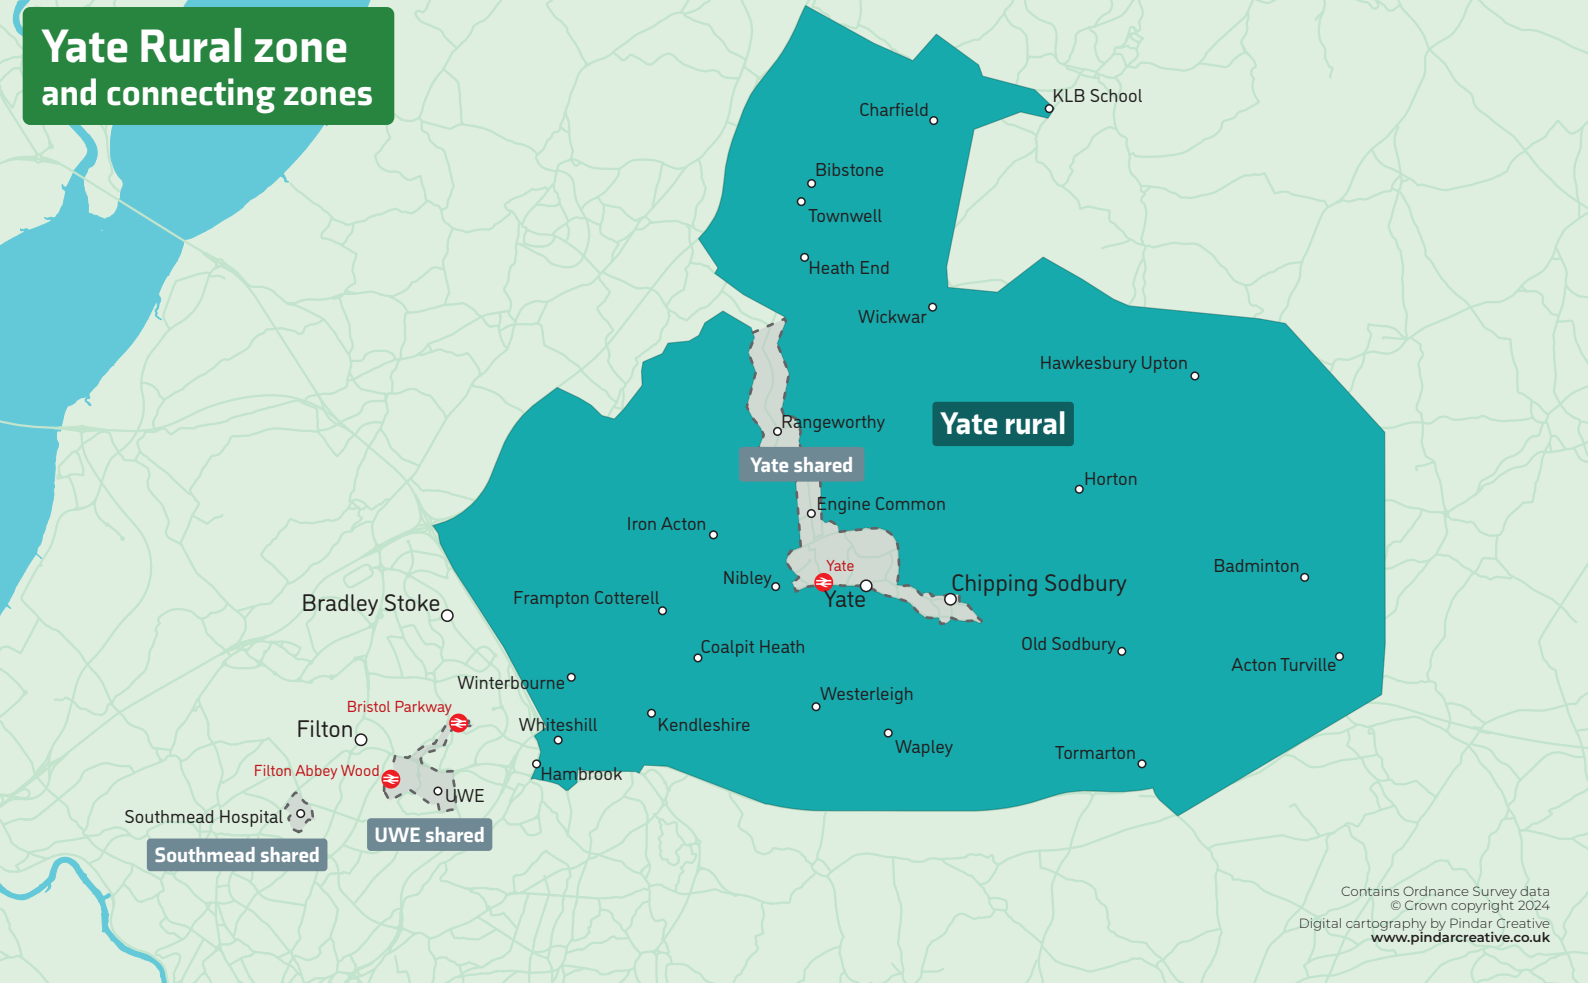 Yate Rural zone
and connecting zones
KLB School
Charfield
Bibstone
Townwell
Heath End
Wickwar
Hawkesbury Upton
Rangeworthy
Yate rural
Yate shared
Horton
Engine Common
Iron Acton
Yate
Badminton
Nibley
Chipping Sodbury
Yate
Frampton Cotterell
Bradley Stoke
Old Sodbury
Coalpit Heath
Acton Turville
Winterbourne
Westerleigh
Bristol Parkway
Whiteshill
Kendleshire
Filton
Wapley
Tormarton
Filton Abbey Wood
Hambrook
UWE
Southmead Hospital
UWE shared
Southmead shared
Contains Ordnance Survey data
© Crown copyright 2024
Digital cartography by Pindar Creative
www.pindarcreative.co.uk